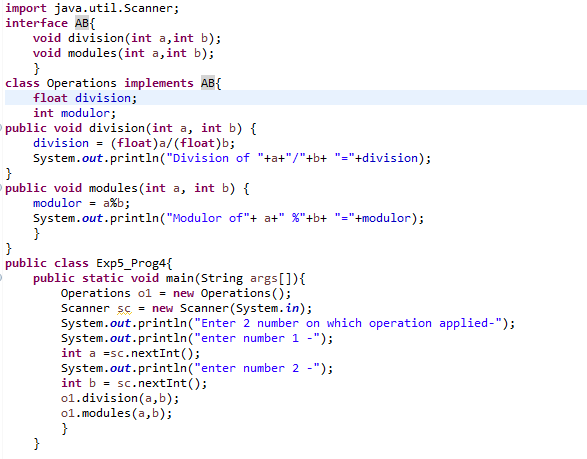 import java.util.Scanner;
interface AB{
    void division(int a,int b);
    void modules(int a,int b);
    }
class Operations implements AB{
    float division;
    int modulor;
public void division(int a, int b) {
    division = (float)a/(float)b;
    System.out.println("Division of "+a+"/"+b+ "="+division);
}
public void modules(int a, int b) {
    modulor = a%b;
    System.out.println("Modulor of"+ a+" %"+b+ "="+modulor);
    }
}
public class Exp5_Prog4{
    public static void main(String args[]){
        Operations o1 = new Operations();
        Scanner sc = new Scanner(System.in);
        System.out.println("Enter 2 number on which operation applied-");
        System.out.println("enter number 1 -");
        int a =sc.nextInt();
        System.out.println("enter number 2 -");
        int b = sc.nextInt();
        o1.division(a,b);
        o1.modules(a,b);
        }
    }